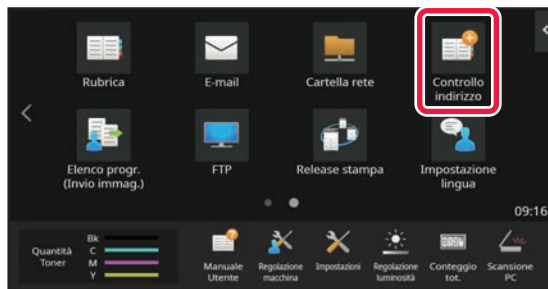 Rubrica
E-mail
Cartella rete
Controllo
indirizzo
Elenco progr.
(Invio immag.)
FTP
Release stampa
Impostazione
lingua
09:16
Quantità
Toner
Bk
C
M
Y
Manuale
Utente
Regolazione
macchina
Impostazioni
Regolazione
luminosità
Conteggio
tot.
Scansione
PC